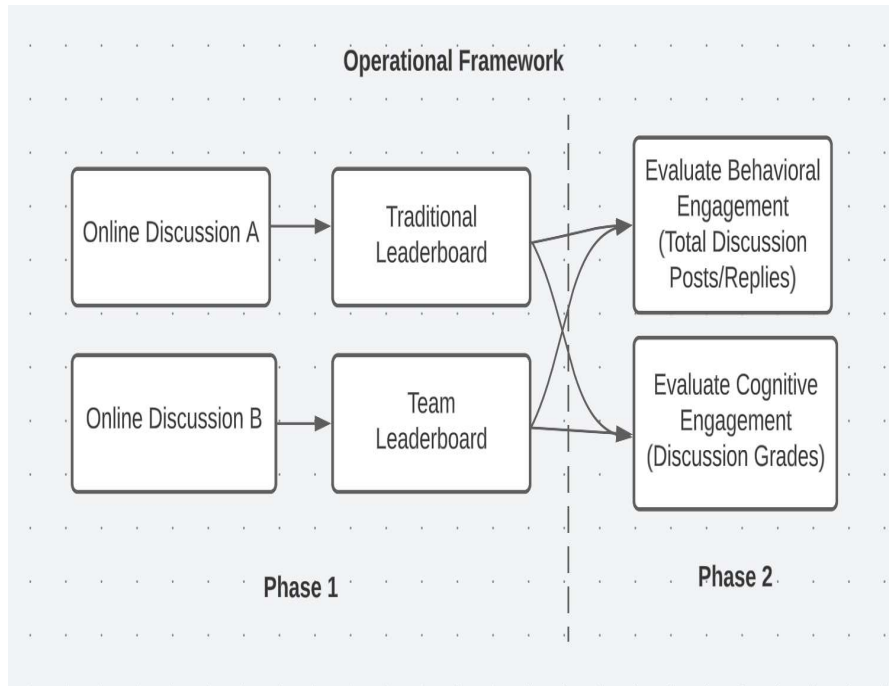 Operational Framework
Online Discussion A
Traditional
Leaderboard
Evaluate Behavioral
Engagement
(Total Discussion
Posts/Replies)
Online Discussion B
Team
Leaderboard
Evaluate Cognitive
Engagement
(Discussion Grades)
Phase 1
Phase 2